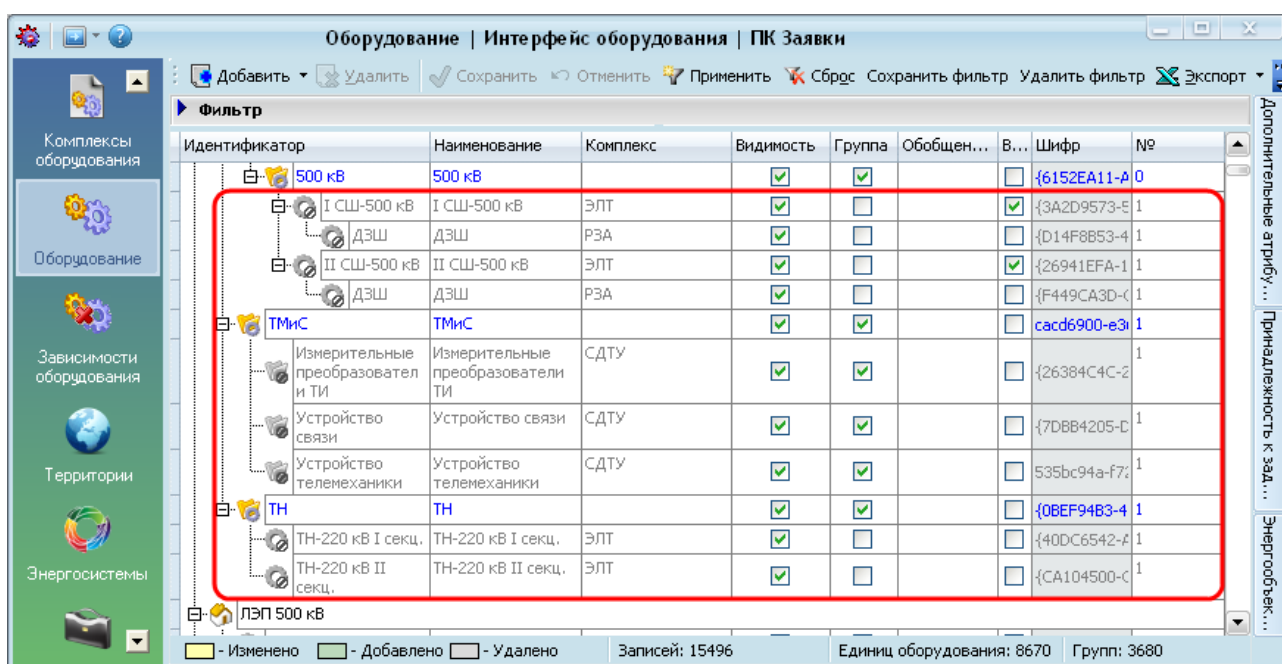 Оборудование | Интерфейс оборудования | ПК Заявки
Добавить Удалить Сохранить Отменить Применить Сброс Сохранить фильтр Удалить фильтр Экспорт
Фильтр
Комплексы
оборудования
Оборудование
Зависимости
оборудования
Территории
Энергосистемы
Идентификатор Наименование Комплекс Видимость Группа Обобщен... В... Шифр №
500 кВ 500 кВ {6152EA11-A 0
I СШ-500 кВ I СШ-500 кВ ЭЛТ {3A2D9573-5 1
ДЗШ ДЗШ РЗА {D14F8B53-4 1
II СШ-500 кВ II СШ-500 кВ ЭЛТ {26941EFA-1 1
ДЗШ ДЗШ РЗА {F449CA3D-( 1
ТМиС ТМиС cacd6900-e3 1
Измерительные Измерительные СДТУ 1
преобразовател преобразователи {26384C4C-2
и ТИ ТИ
Устройство Устройство связи СДТУ {7DBB4205-D 1
связи
Устройство Устройство СДТУ 535bc94a-f72 1
телемеханики телемеханики
ТН ТН {0BEF94B3-4 1
ТН-220 кВ I секц. ТН-220 кВ I секц. ЭЛТ {40DC6542-A 1
ТН-220 кВ II ТН-220 кВ II секц. ЭЛТ {CA104500-C 1
секц.
ЛЭП 500 кВ
- Изменено - Добавлено - Удалено Записей: 15496 Единиц оборудования: 8670 Групп: 3680
Дополнительные атрибу...
Принадлежность к зад...
Энергообъек...